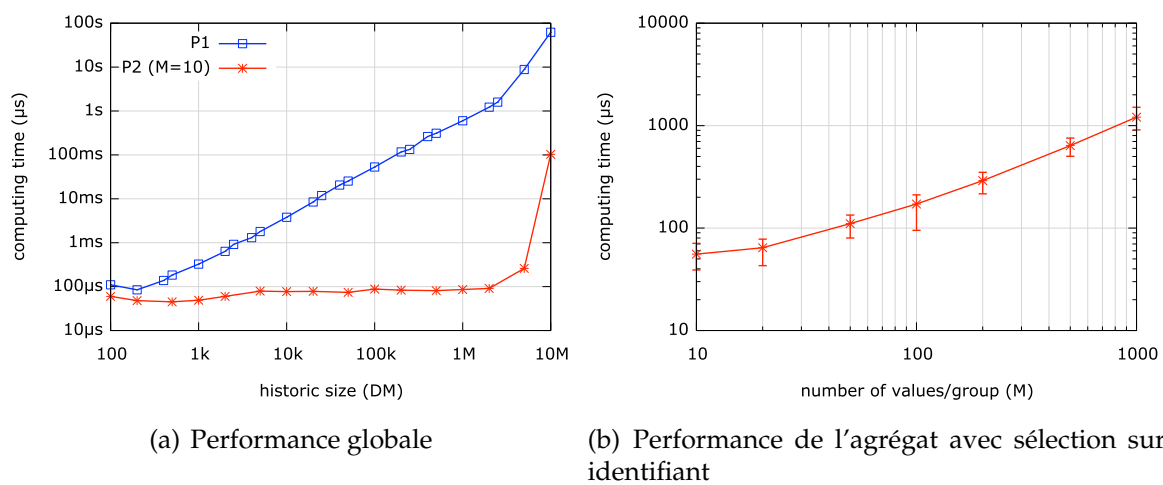 100s
10s
1s
100ms
10ms
1ms
100µs
10µs
computing time (µs)
P1
P2 (M=10)
100 1k 10k 100k 1M 10M
historic size (DM)
(a) Performance globale
10000
1000
100
10
computing time (µs)
10 100 1000
number of values/group (M)
(b) Performance de l'agrégat avec sélection sur
identifiant